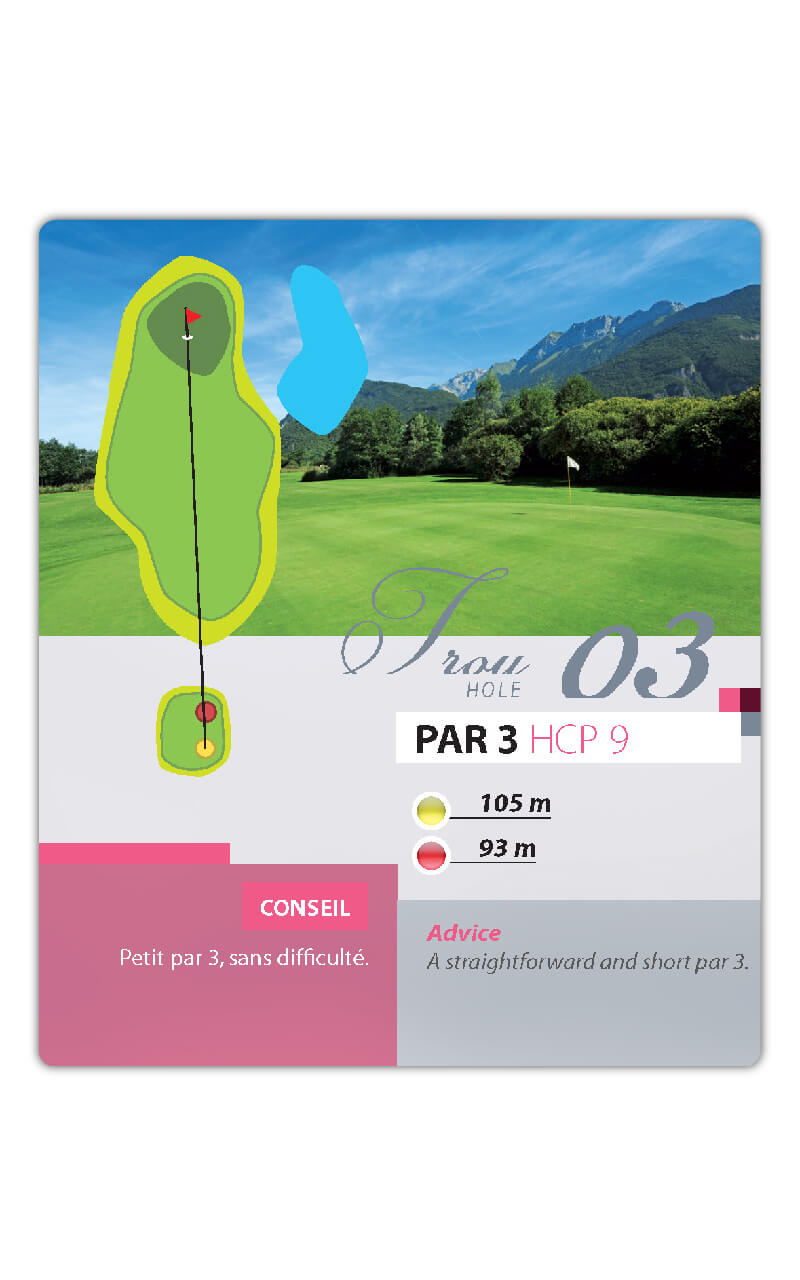 Trou 03
HOLE
PAR 3 HCP 9
105 m
93 m
CONSEIL
Petit par 3, sans difficulté.
Advice
A straightforward and short par 3.